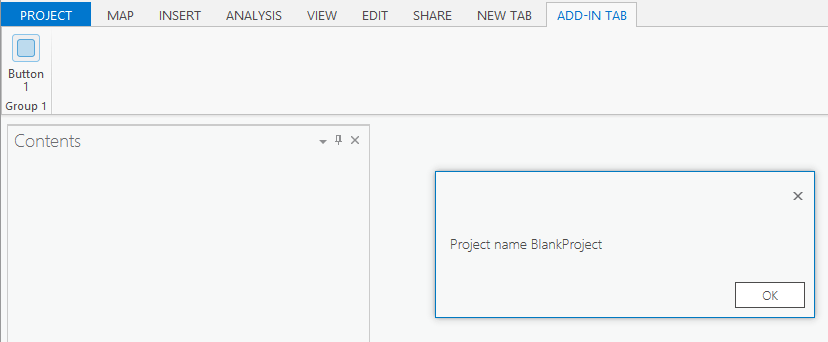 PROJECT MAP INSERT ANALYSIS VIEW EDIT SHARE NEW TAB ADD-IN TAB
Button
1
Group 1
Contents
Project name BlankProject
OK